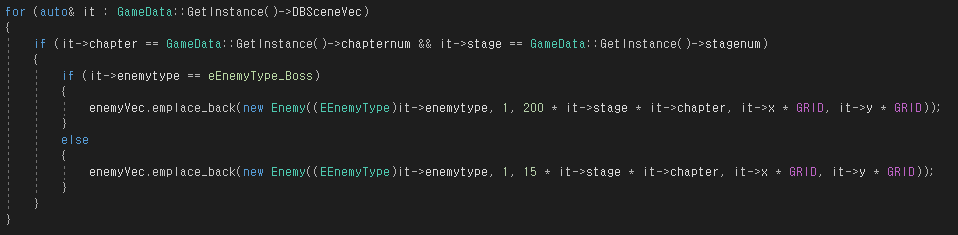 for (auto& it : GameData::GetInstance()->DBSceneVec)
{
if (it->chapter == GameData::GetInstance()->chapternum && it->stage == GameData::GetInstance()->stagenum)
{
if (it->enemytype == eEnemyType_Boss)
{
enemyVec.emplace_back(new Enemy((EEnemyType)it->enemytype, 1, 200 * it->stage * it->chapter, it->x * GRID, it->y * GRID));
}
else
{
enemyVec.emplace_back(new Enemy((EEnemyType)it->enemytype, 1, 15 * it->stage * it->chapter, it->x * GRID, it->y * GRID));
}
}
}